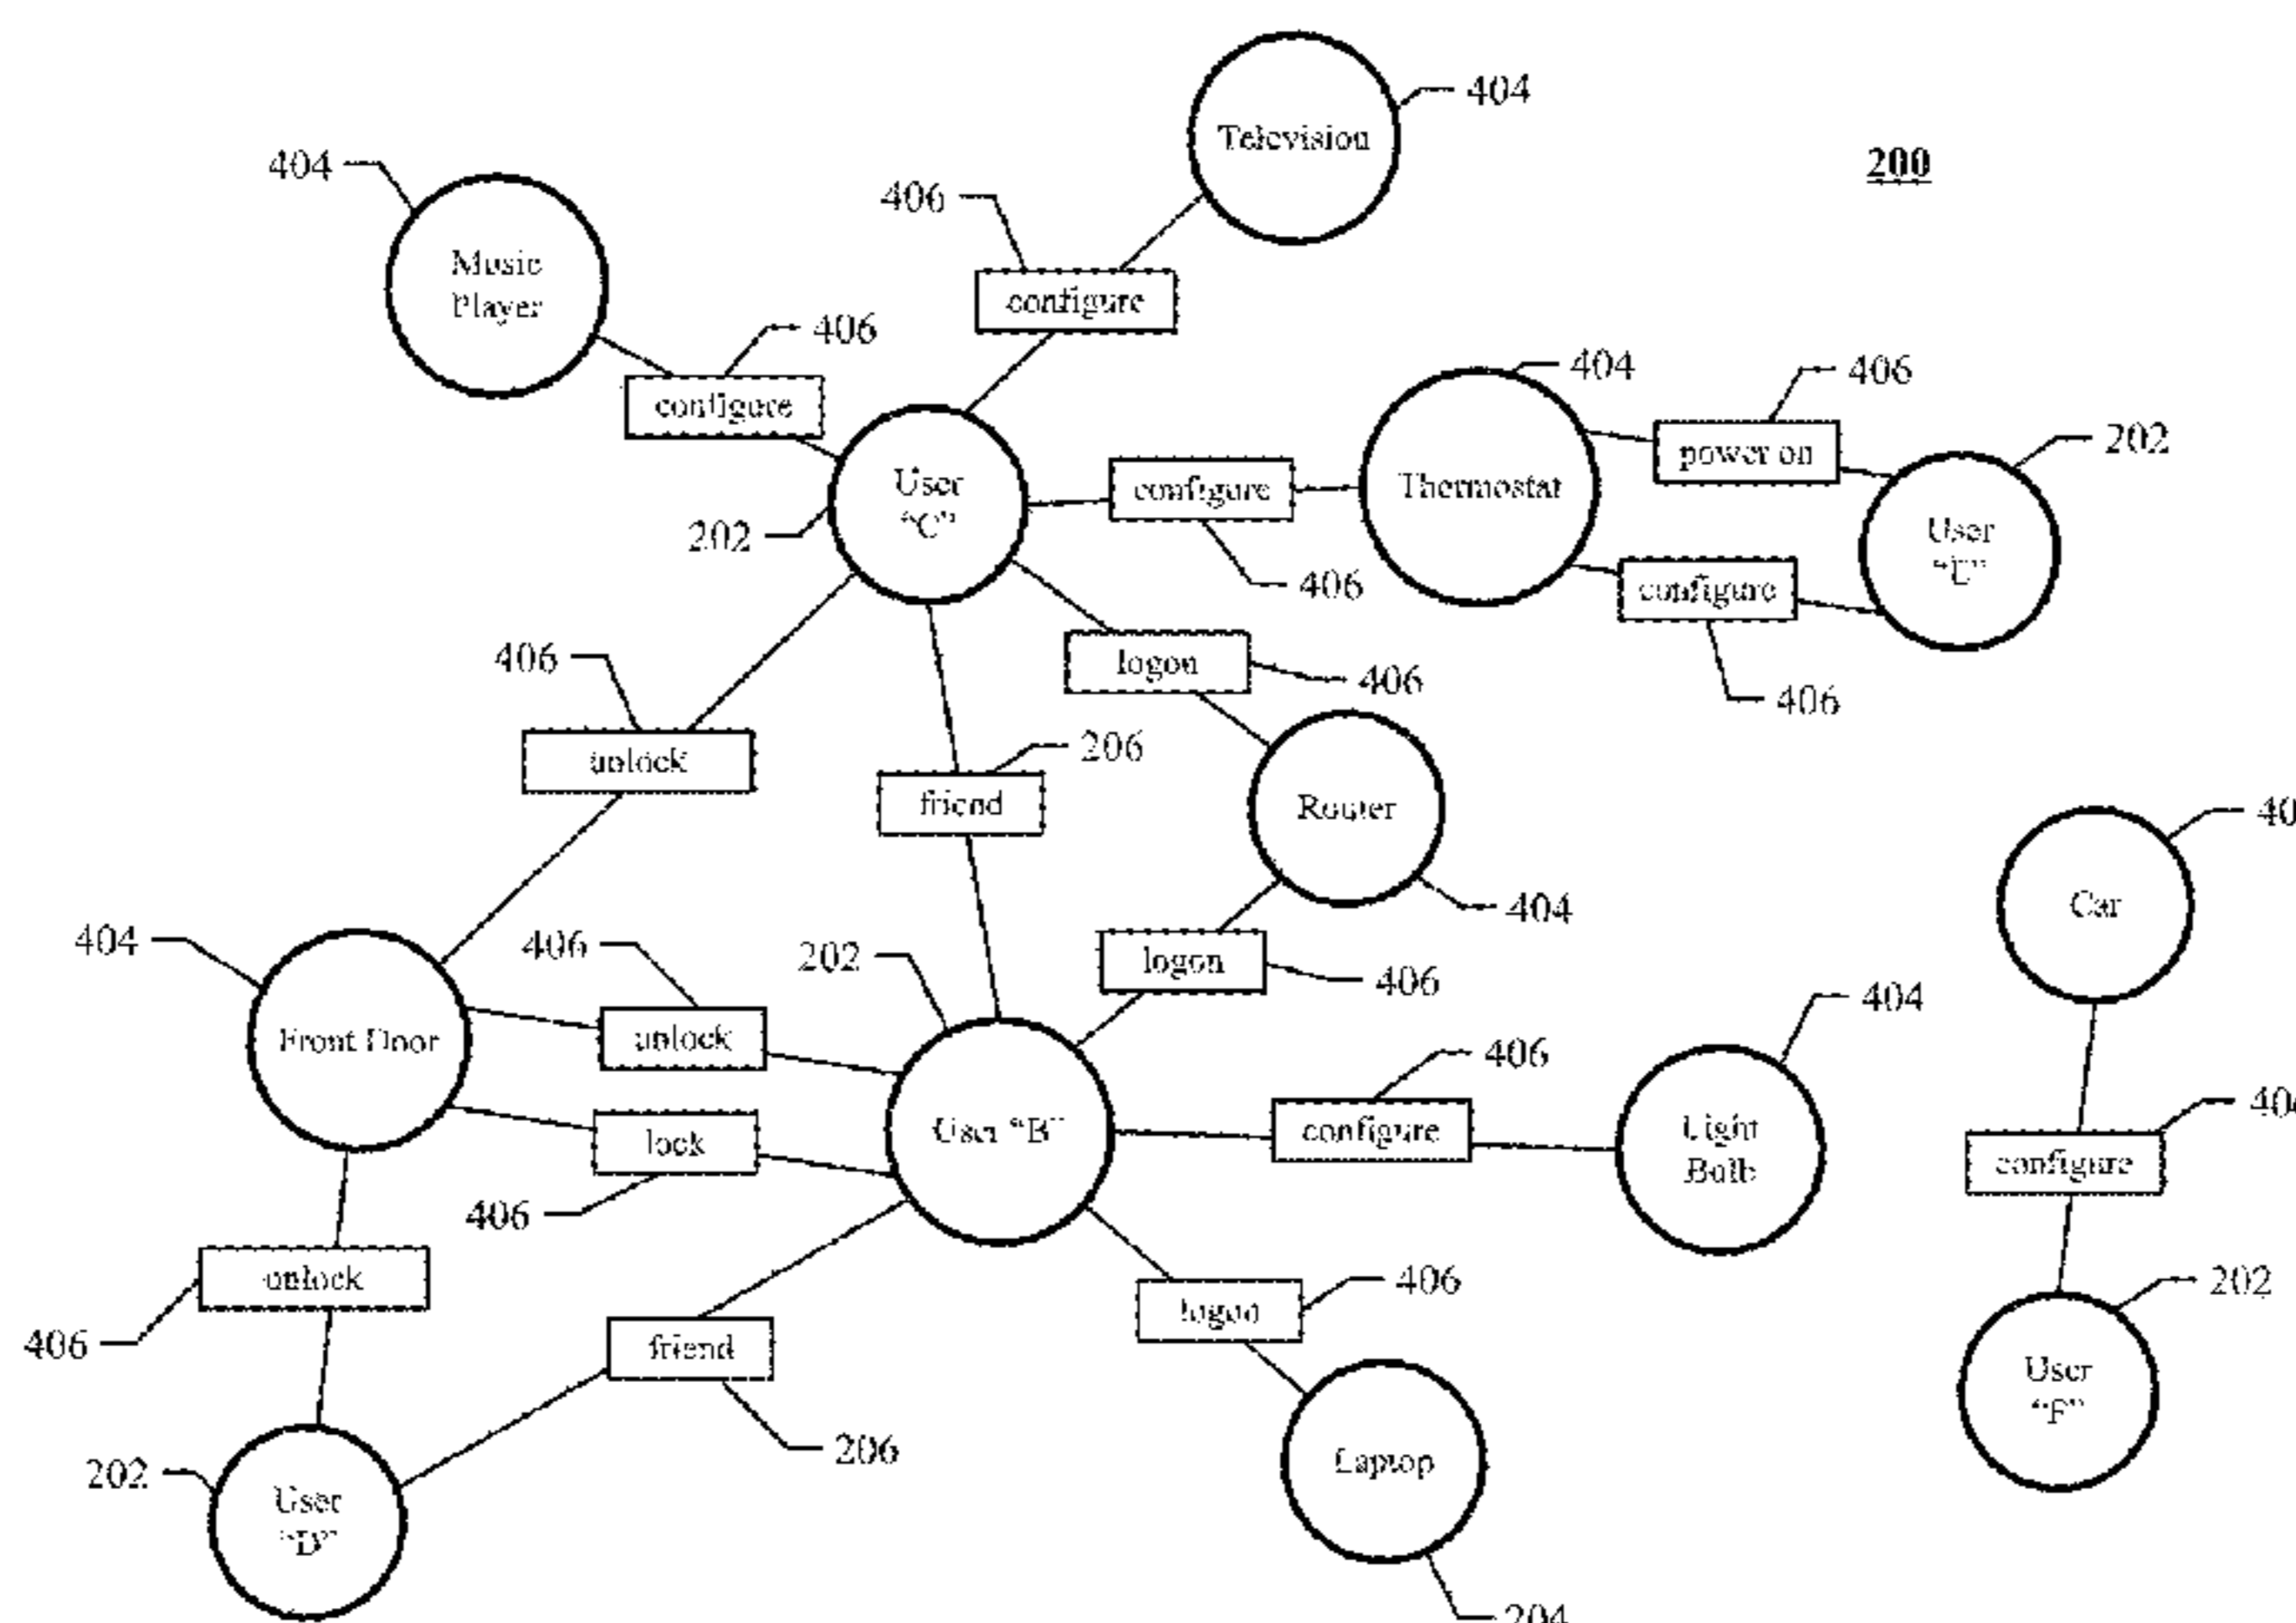 404
Television
200
404
406
Music
Player
configure
406
configure
404
406
202
power on
User
"C"
configure
Thermostat
202
User
406
configure
406
logon
406
406
unlock
206
friend
Router
404
Car
404
406
202
logon
406
404
Front Door
unlock
406
lock
User "B"
configure
Light
Bulb
configure
406
unlock
406
logon
202
406
friend
User
"F"
206
202
User
"D"
Laptop
204